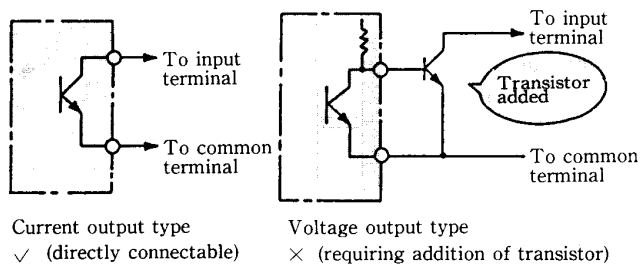 To input
terminal
To common
terminal
Current output type
✓ (directly connectable)
To input
terminal
Transistor
added
To common
terminal
Voltage output type
× (requiring addition of transistor)